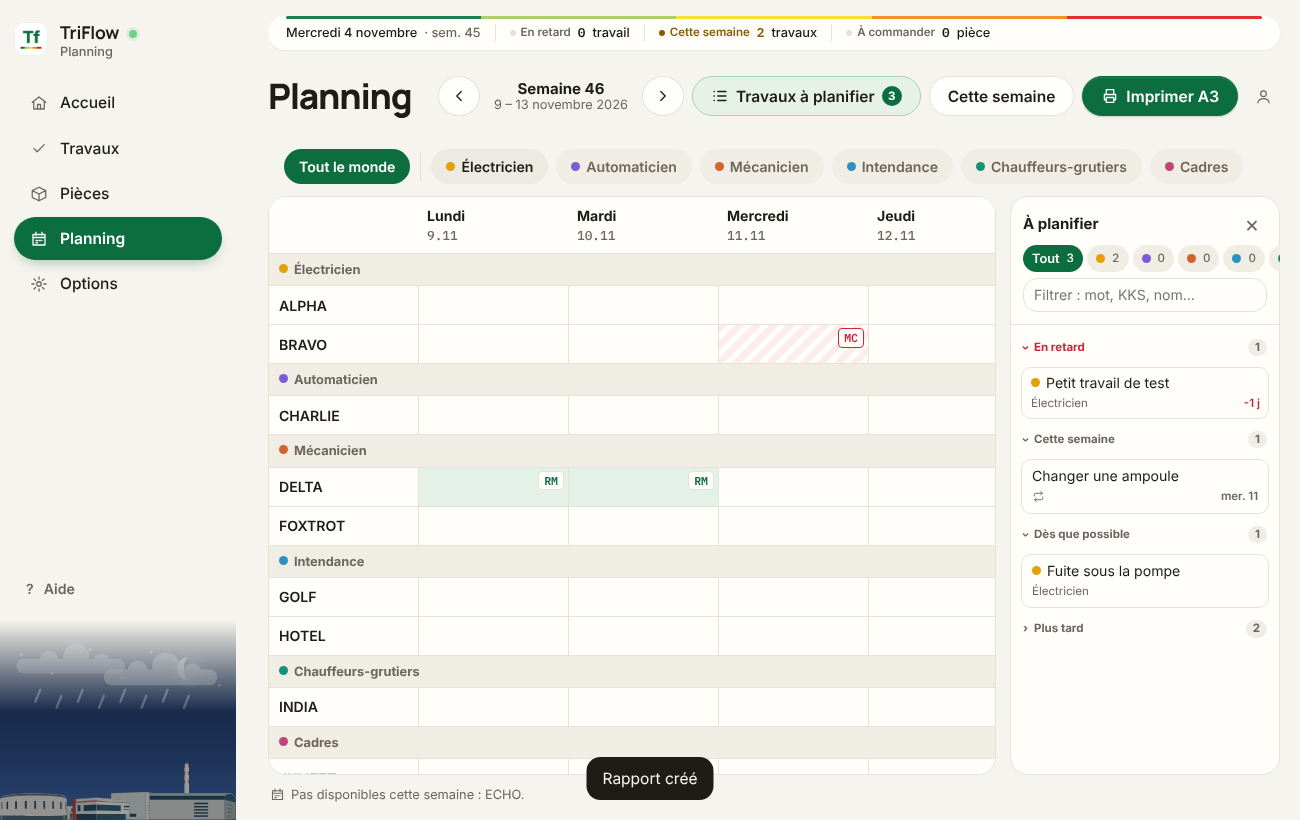 Tf
TriFlow
Planning
Accueil
Travaux
Pièces
Planning
Options
? Aide
Mercredi 4 novembre · sem. 45
En retard 0 travail
Cette semaine 2 travaux
À commander 0 pièce
Planning
Semaine 46
9 – 13 novembre 2026
Travaux à planifier 3
Cette semaine
Imprimer A3
Tout le monde
Électricien
Automaticien
Mécanicien
Intendance
Chauffeurs-grutiers
Cadres
Lundi
9.11
Mardi
10.11
Mercredi
11.11
Jeudi
12.11
Électricien
ALPHA
BRAVO
MC
Automaticien
CHARLIE
Mécanicien
DELTA
RM
RM
FOXTROT
Intendance
GOLF
HOTEL
Chauffeurs-grutiers
INDIA
Cadres
Rapport créé
Pas disponibles cette semaine : ECHO.
À planifier
Tout 3
2
0
0
0
Filtrer : mot, KKS, nom...
En retard 1
Petit travail de test
Électricien -1 j
Cette semaine 1
Changer une ampoule
mer. 11
Dès que possible 1
Fuite sous la pompe
Électricien
Plus tard 2